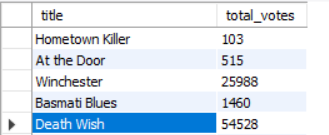 title total_votes
Hometown Killer 103
At the Door 515
Winchester 25988
Basmati Blues 1460
Death Wish 54528